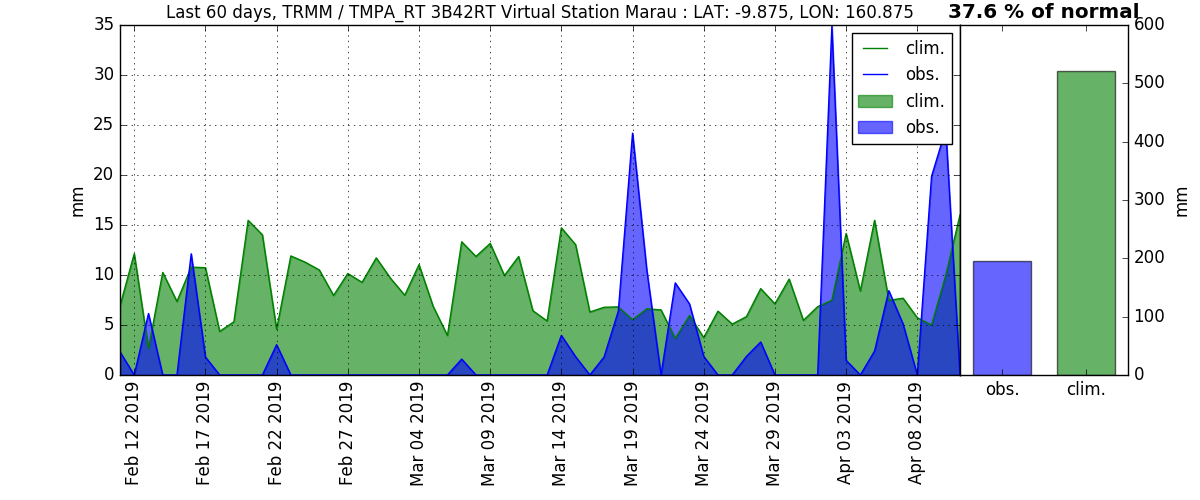 Last 60 days, TRMM / TMPA_RT 3B42RT Virtual Station Marau : LAT: -9.875, LON: 160.875
37.6 % of normal
35
30
25
20
15
10
5
0
mm
clim.
obs.
clim.
obs.
600
500
400
300
200
100
0
mm
Feb 12 2019
Feb 17 2019
Feb 22 2019
Feb 27 2019
Mar 04 2019
Mar 09 2019
Mar 14 2019
Mar 19 2019
Mar 24 2019
Mar 29 2019
Apr 03 2019
Apr 08 2019
obs.
clim.